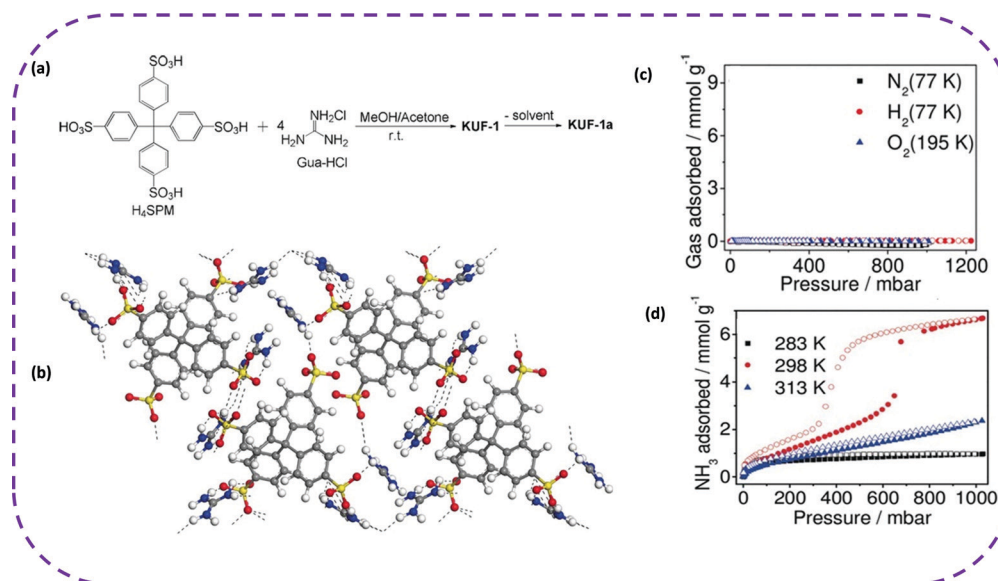 (a)
SO₃H
SO₃H
HO₃S
SO₃H
H₄SPM
+ 4
NH₂Cl
NH₂ NH₂
Gua-HCl
MeOH/Acetone
r.t.
KUF-1
- solvent
KUF-1a
(b)
(c)
Gas adsorbed / mmol g⁻¹
9
6
3
0
N₂(77 K)
H₂(77 K)
O₂(195 K)
0 400 800 1200
Pressure / mbar
(d)
NH₃ adsorbed / mmol g⁻¹
6
4
2
0
283 K
298 K
313 K
0 200 400 600 800 1000
Pressure / mbar